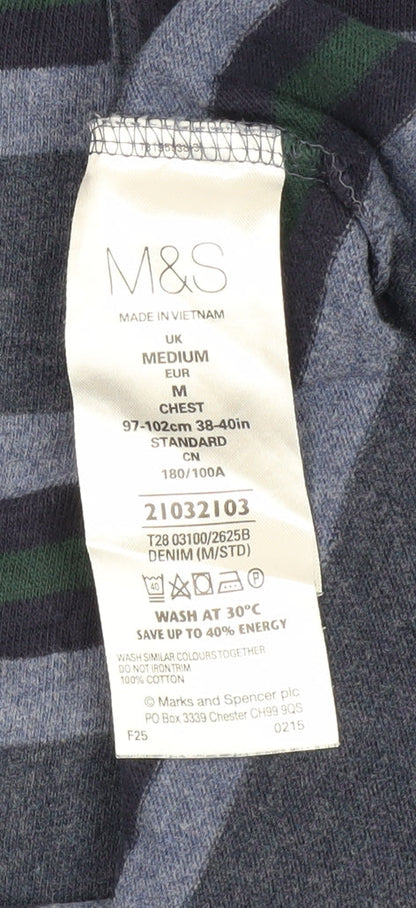 M&S
MADE IN VIETNAM
UK
MEDIUM
EUR
M
CHEST
97-102cm 38-40in
STANDARD
CN
180/100A
21032103
T28 03100/2625B
DENIM (M/STD)
40 P
WASH AT 30°C
SAVE UP TO 40% ENERGY
WASH SIMILAR COLOURS TOGETHER
DO NOT IRON TRIM
100% COTTON
© Marks and Spencer plc
PO Box 3339 Chester CH99 9QS
F25 0215